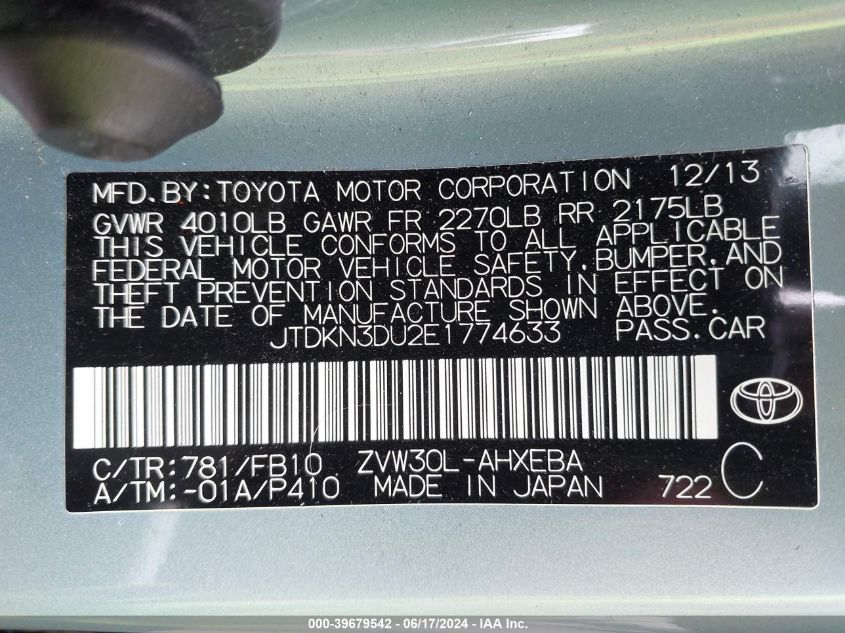 MFD.BY:TOYOTA MOTOR CORPORATION 12/13
GVWR 4010LB GAWR FR 2270LB RR 2175LB
THIS VEHICLE CONFORMS TO ALL APPLICABLE
FEDERAL MOTOR VEHICLE SAFETY,BUMPER,AND
THEFT PREVENTION STANDARDS IN EFFECT ON
THE DATE OF MANUFACTURE SHOWN ABOVE.
JTDKN3DU2E1774633 PASS.CAR
C/TR:781/FB10 ZVW30L-AHXEBA
A/TM:-01A/P410 MADE IN JAPAN 722 C
000-39679542 - 06/17/2024 - IAA Inc.